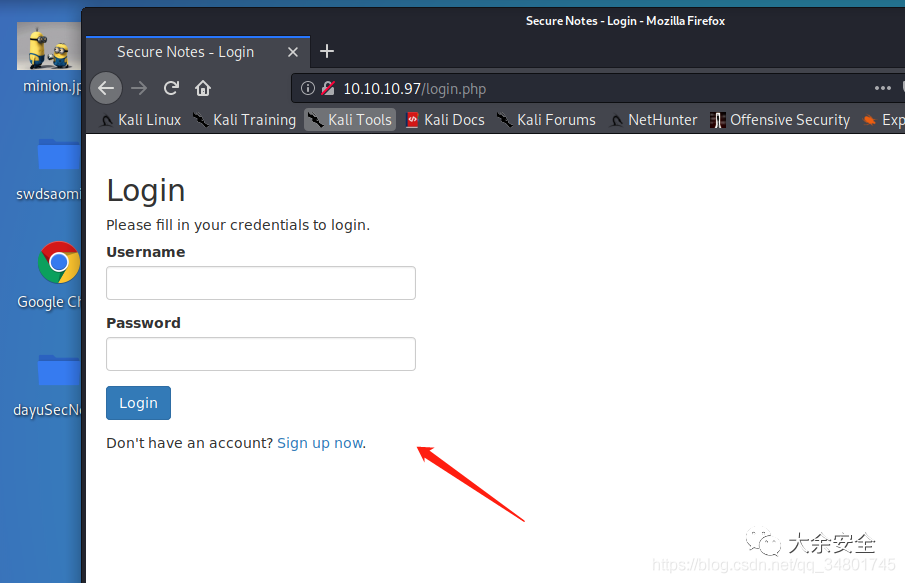 Secure Notes - Login - Mozilla Firefox
minion.jp
Secure Notes - Login
10.10.10.97/login.php
Kali Linux Kali Training Kali Tools Kali Docs Kali Forums NetHunter Offensive Security Exp
swdsaomi
Google Ch
dayuSecNo
Login
Please fill in your credentials to login.
Username
Password
Login
Don't have an account? Sign up now.
大余安全
https://blog.csdn.net/qq_34801745